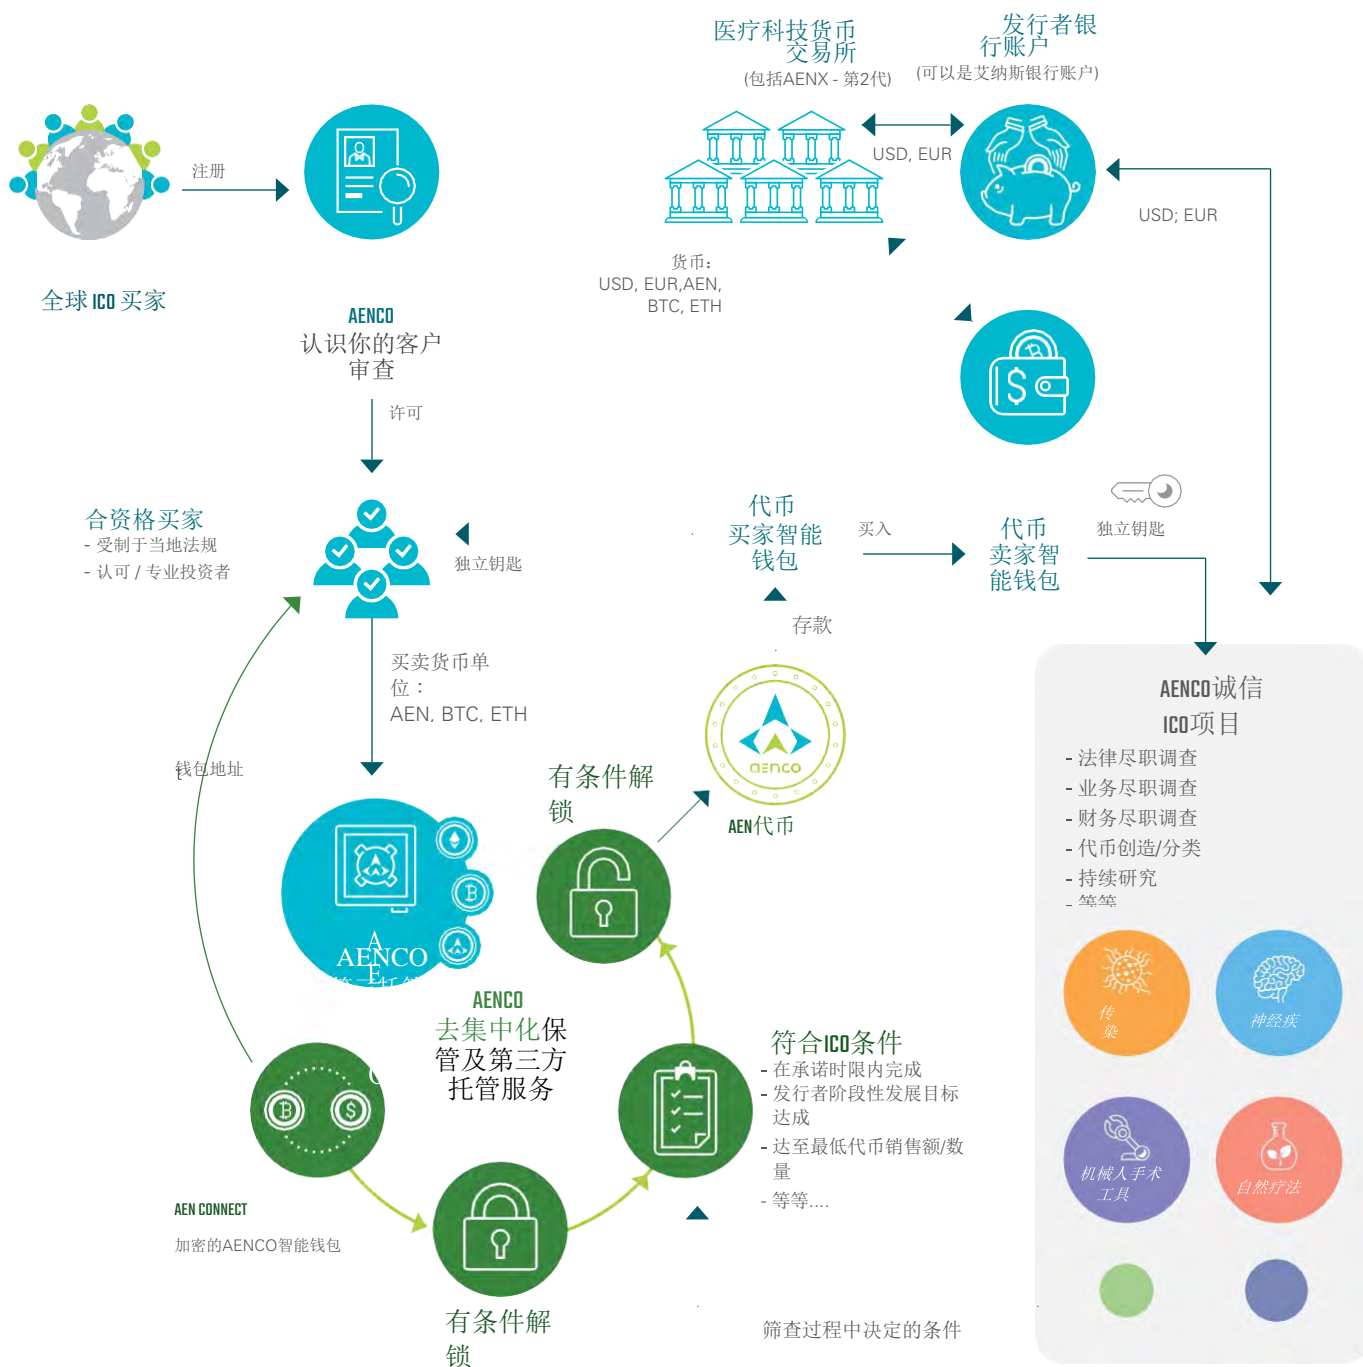 医疗科技货币
交易所
(包括AENX - 第2代)
发行者银
行账户
(可以是艾纳斯银行账户)
USD, EUR
USD; EUR
货币：
USD, EUR,AEN,
BTC, ETH
注册
全球 ICO 买家
AENCO
认识你的客户
审查
许可
合资格买家
- 受制于当地法规
- 认可 / 专业投资者
独立钥匙
代币
买家智能
钱包
买入
代币
卖家智
能钱包
独立钥匙
存款
买卖货币单
位：
AEN, BTC, ETH
钱包地址
有条件解
锁
aenco
AEN代币
AENCO诚信
ICO项目
- 法律尽职调查
- 业务尽职调查
- 财务尽职调查
- 代币创造/分类
- 持续研究
- 等等
传
染
神经疾
机械人手术
工具
自然疗法
AENCO
AENCO
去集中化保
管及第三方
托管服务
符合ICO条件
- 在承诺时限内完成
- 发行者阶段性发展目标
达成
- 达至最低代币销售额/数
量
- 等等....
AEN CONNECT
加密的AENCO智能钱包
有条件解
锁
筛查过程中决定的条件